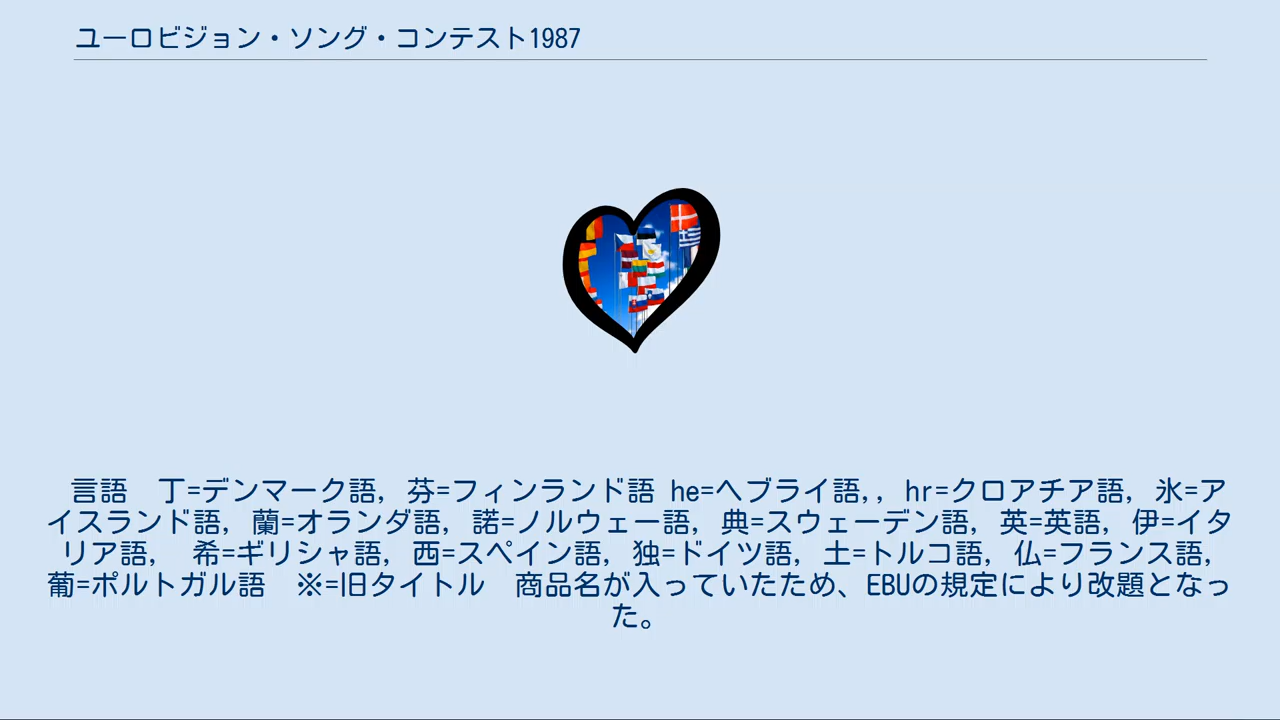 ユーロビジョン・ソング・コンテスト1987
言語　丁=デンマーク語, 芬=フィンランド語 he=ヘブライ語,, hr=クロアチア語, 氷=ア
イスランド語, 蘭=オランダ語, 諾=ノルウェー語, 典=スウェーデン語, 英=英語, 伊=イタ
リア語,　希=ギリシャ語, 西=スペイン語, 独=ドイツ語, 土=トルコ語, 仏=フランス語,
葡=ポルトガル語　※=旧タイトル　商品名が入っていたため、EBUの規定により改題となっ
た。